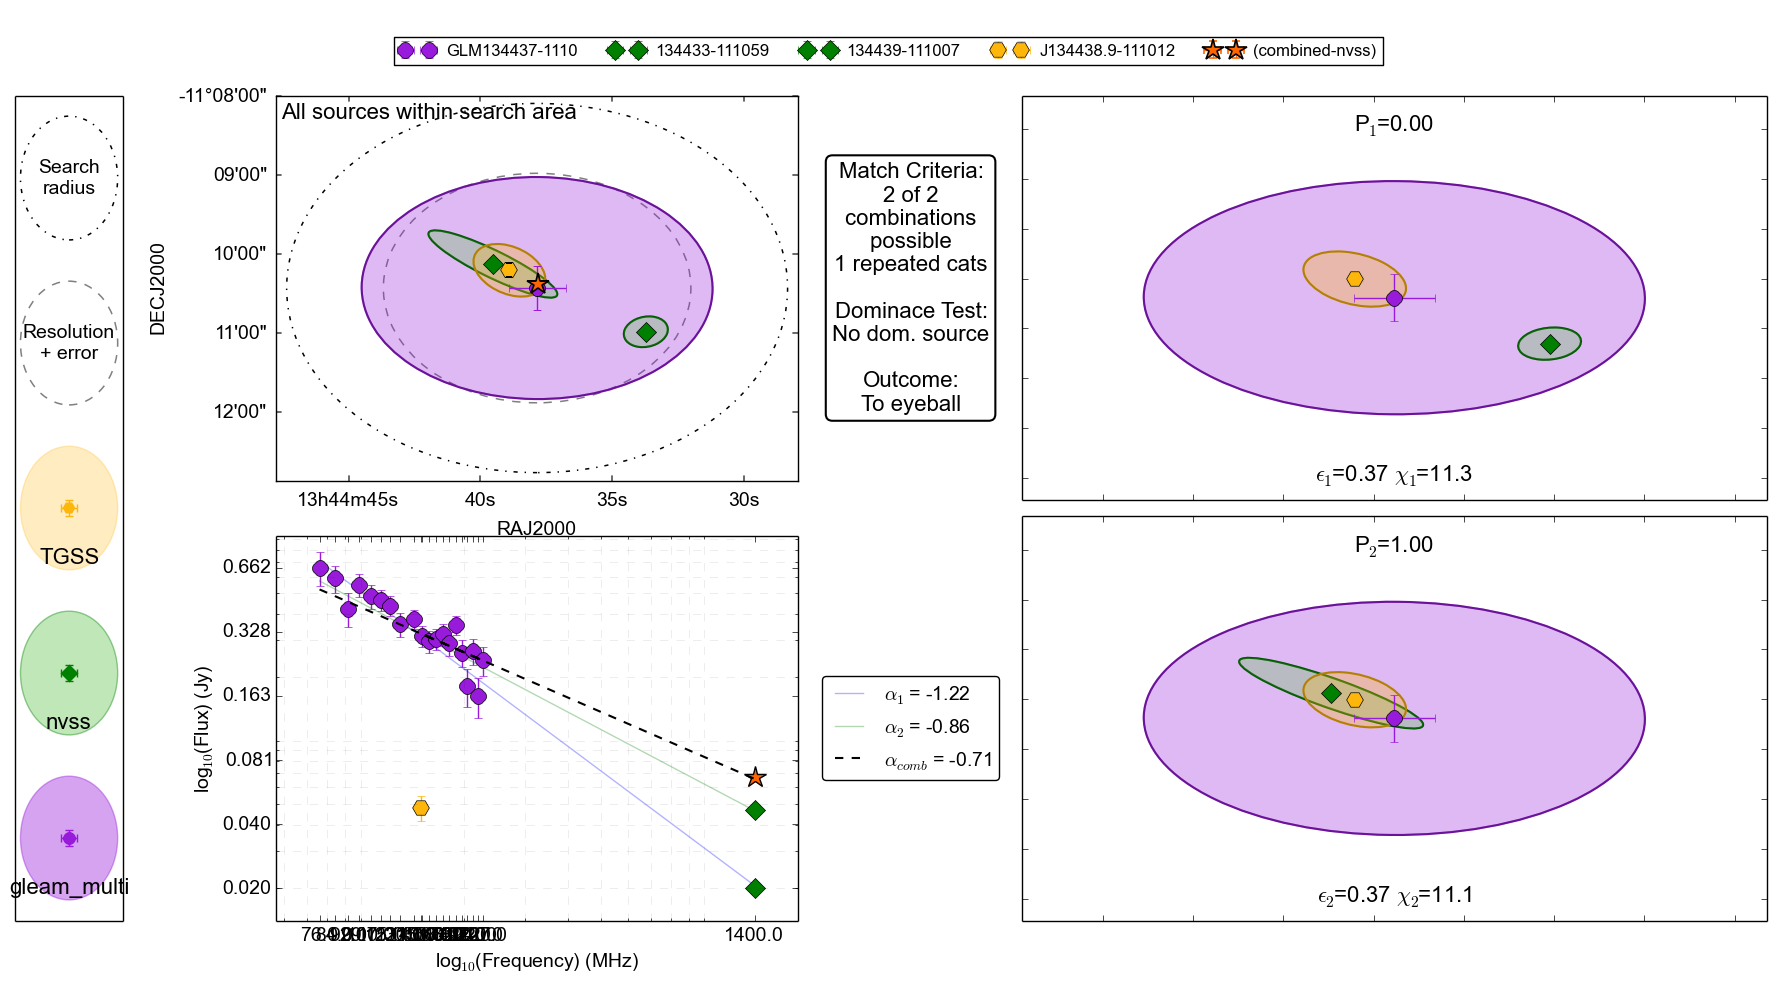 GLM134437-1110
134433-111059
134439-111007
J134438.9-111012
(combined-nvss)
Search
radius
Resolution
+ error
TGSS
nvss
gleam_multi
All sources within search area
-11°08'00"
09'00"
10'00"
11'00"
12'00"
DECJ2000
13h44m45s
40s
35s
30s
RAJ2000
Match Criteria:
2 of 2
combinations
possible
1 repeated cats
Dominace Test:
No dom. source
Outcome:
To eyeball
P1=0.00
ϵ1=0.37 χ1=11.3
P2=1.00
ϵ2=0.37 χ2=11.1
0.662
0.328
0.163
0.081
0.040
0.020
log10(Flux) (Jy)
1400.0
log10(Frequency) (MHz)
α1 = -1.22
α2 = -0.86
αcomb = -0.71